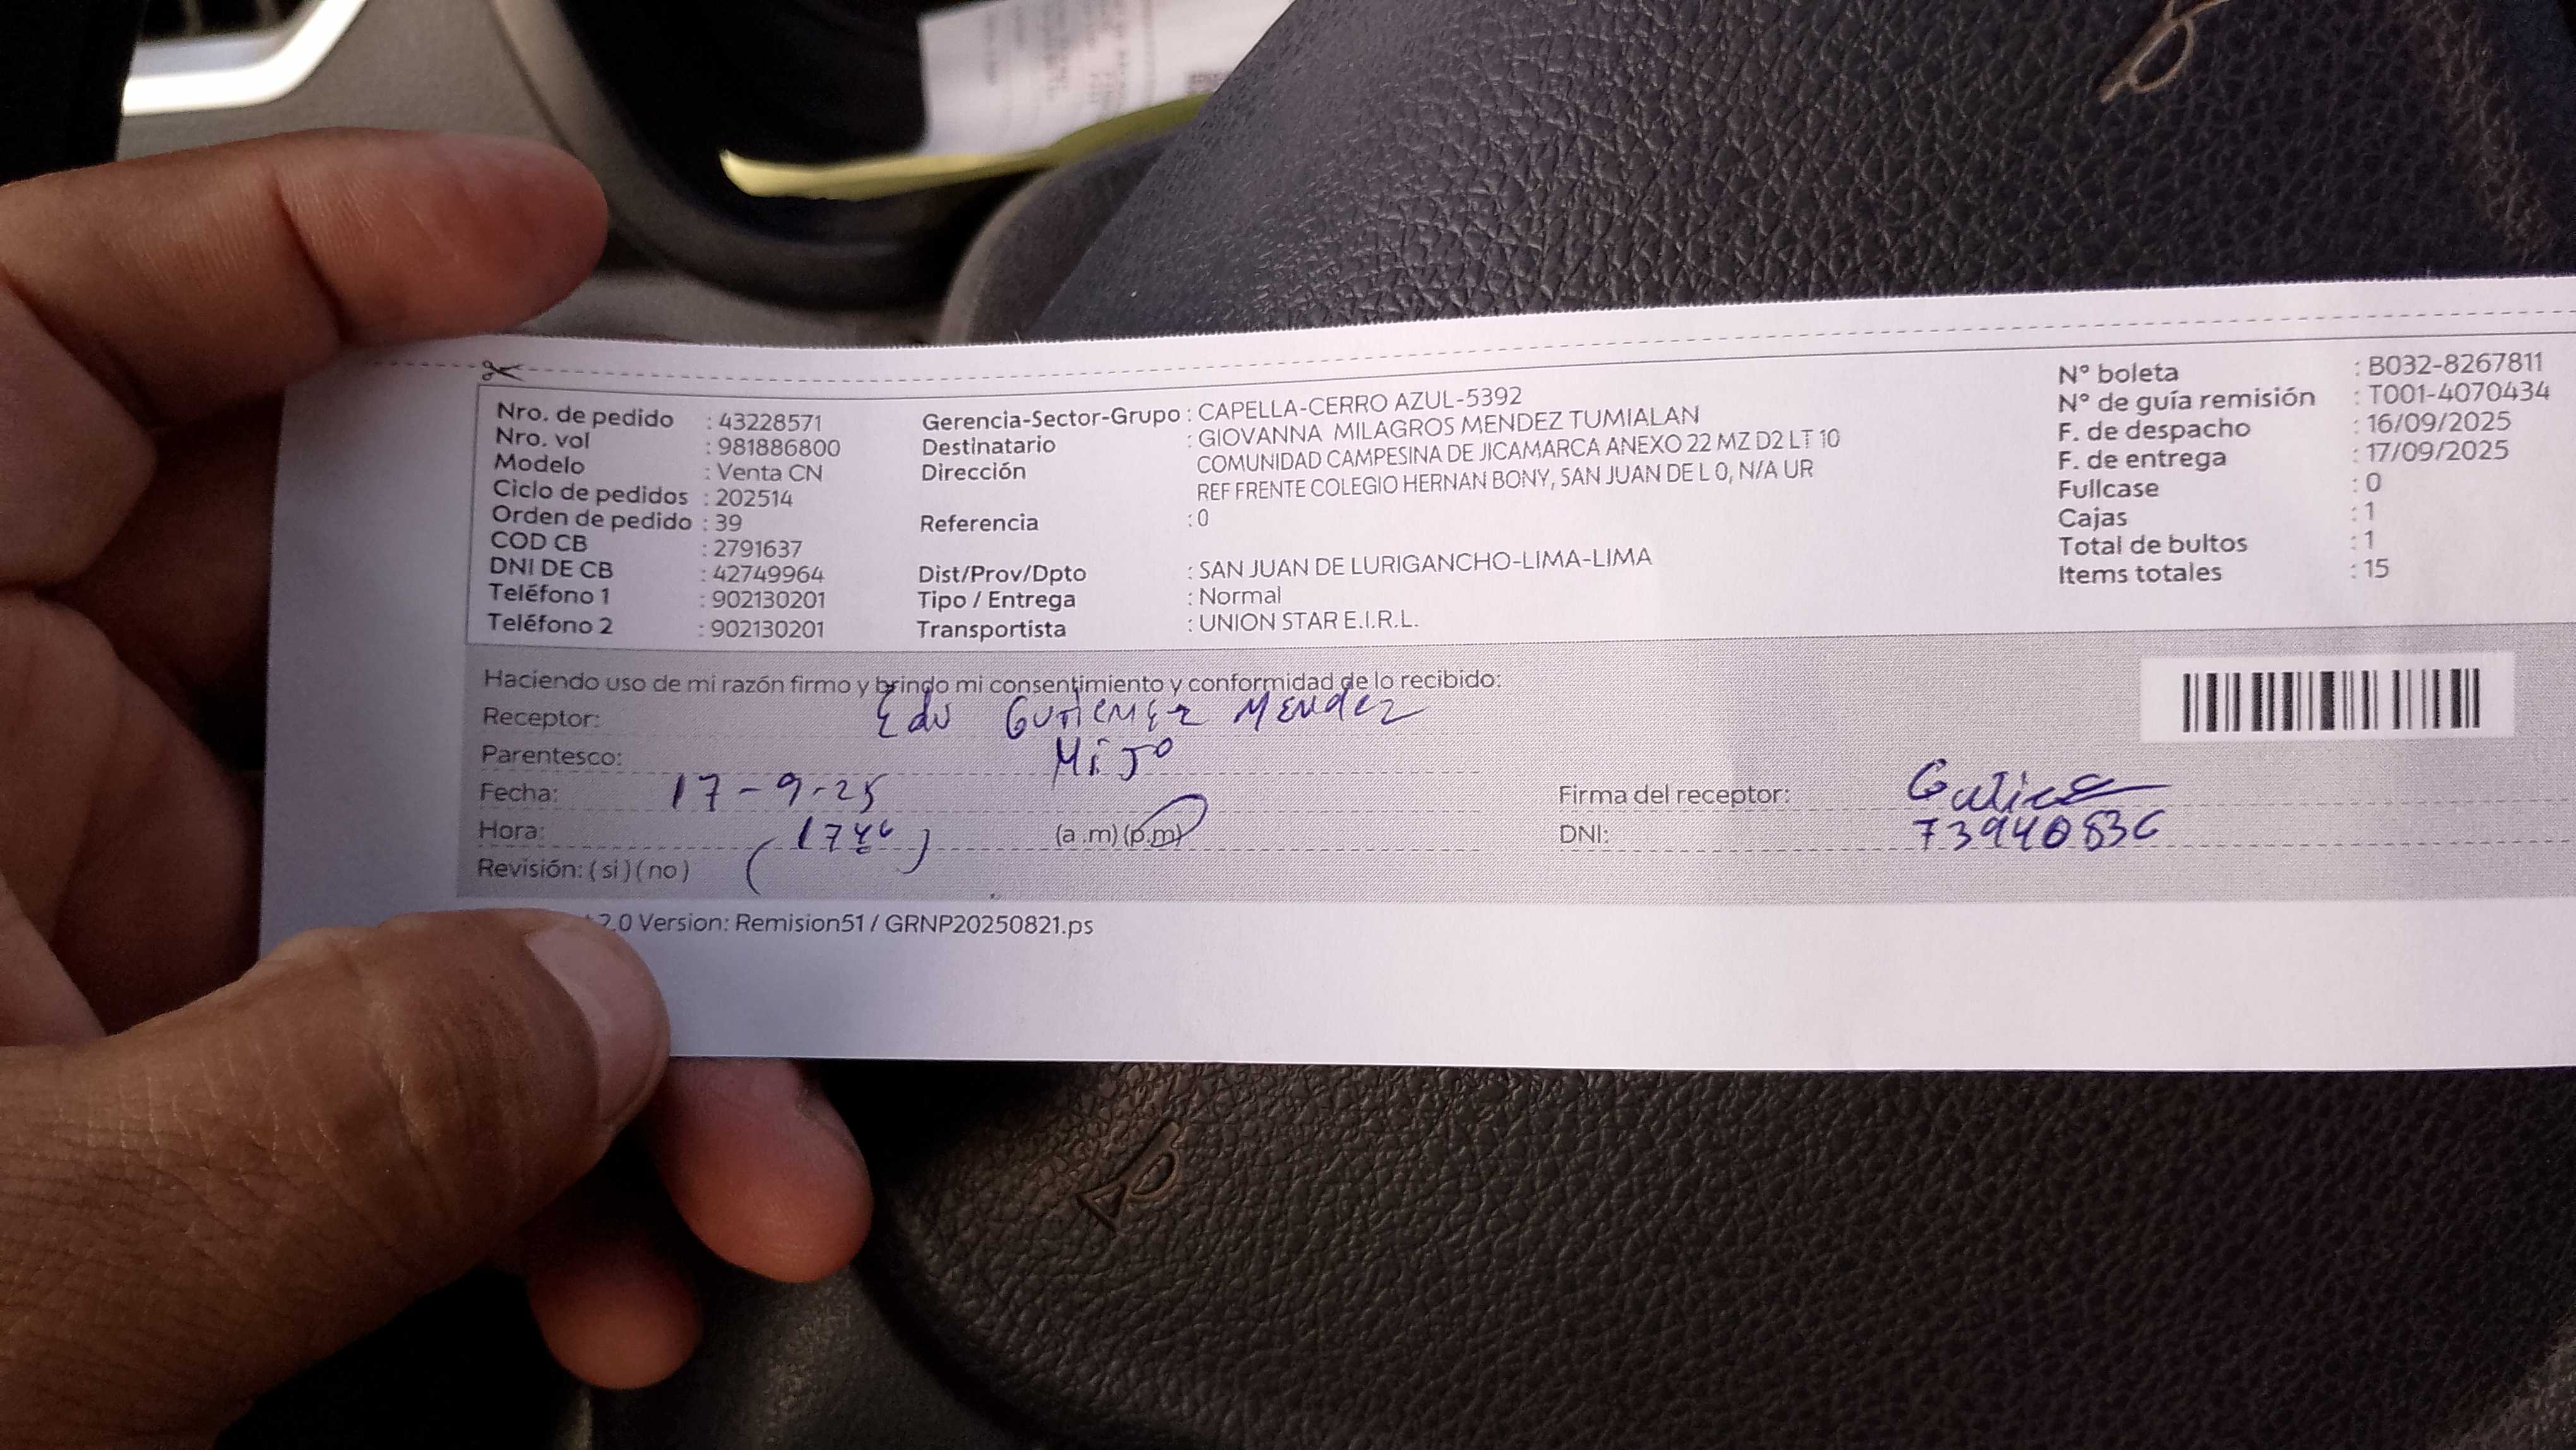 Nro. de pedido : 43228571
Nro. vol : 981886800
Modelo : Venta CN
Ciclo de pedidos : 202514
Orden de pedido : 39
COD CB : 2791637
DNI DE CB : 42749964
Teléfono 1 : 902130201
Teléfono 2 : 902130201
Gerencia-Sector-Grupo : CAPELLA-CERRO AZUL-5392
Destinatario : GIOVANNA MILAGROS MENDEZ TUMIALAN
Dirección COMUNIDAD CAMPESINA DE JICAMARCA ANEXO 22 MZ D2 LT 10
REF FRENTE COLEGIO HERNAN BONY, SAN JUAN DE L 0, N/A UR
Referencia : 0
Dist/Prov/Dpto : SAN JUAN DE LURIGANCHO-LIMA-LIMA
Tipo / Entrega : Normal
Transportista : UNION STAR E.I.R.L.
N° boleta : B032-8267811
N° de guía remisión : T001-4070434
F. de despacho : 16/09/2025
F. de entrega : 17/09/2025
Fullcase : 0
Cajas : 1
Total de bultos : 1
Items totales : 15
Haciendo uso de mi razón firmo y brindo mi consentimiento y conformidad de lo recibido:
Receptor: Edu Gutierrez Mendez
Parentesco: Hijo
Fecha: 17-9-25
Hora: (a.m) (p.m)
Revisión: ( si ) ( no )
Firma del receptor:
DNI: 73940836
2.0 Version: Remision51 / GRNP20250821.ps